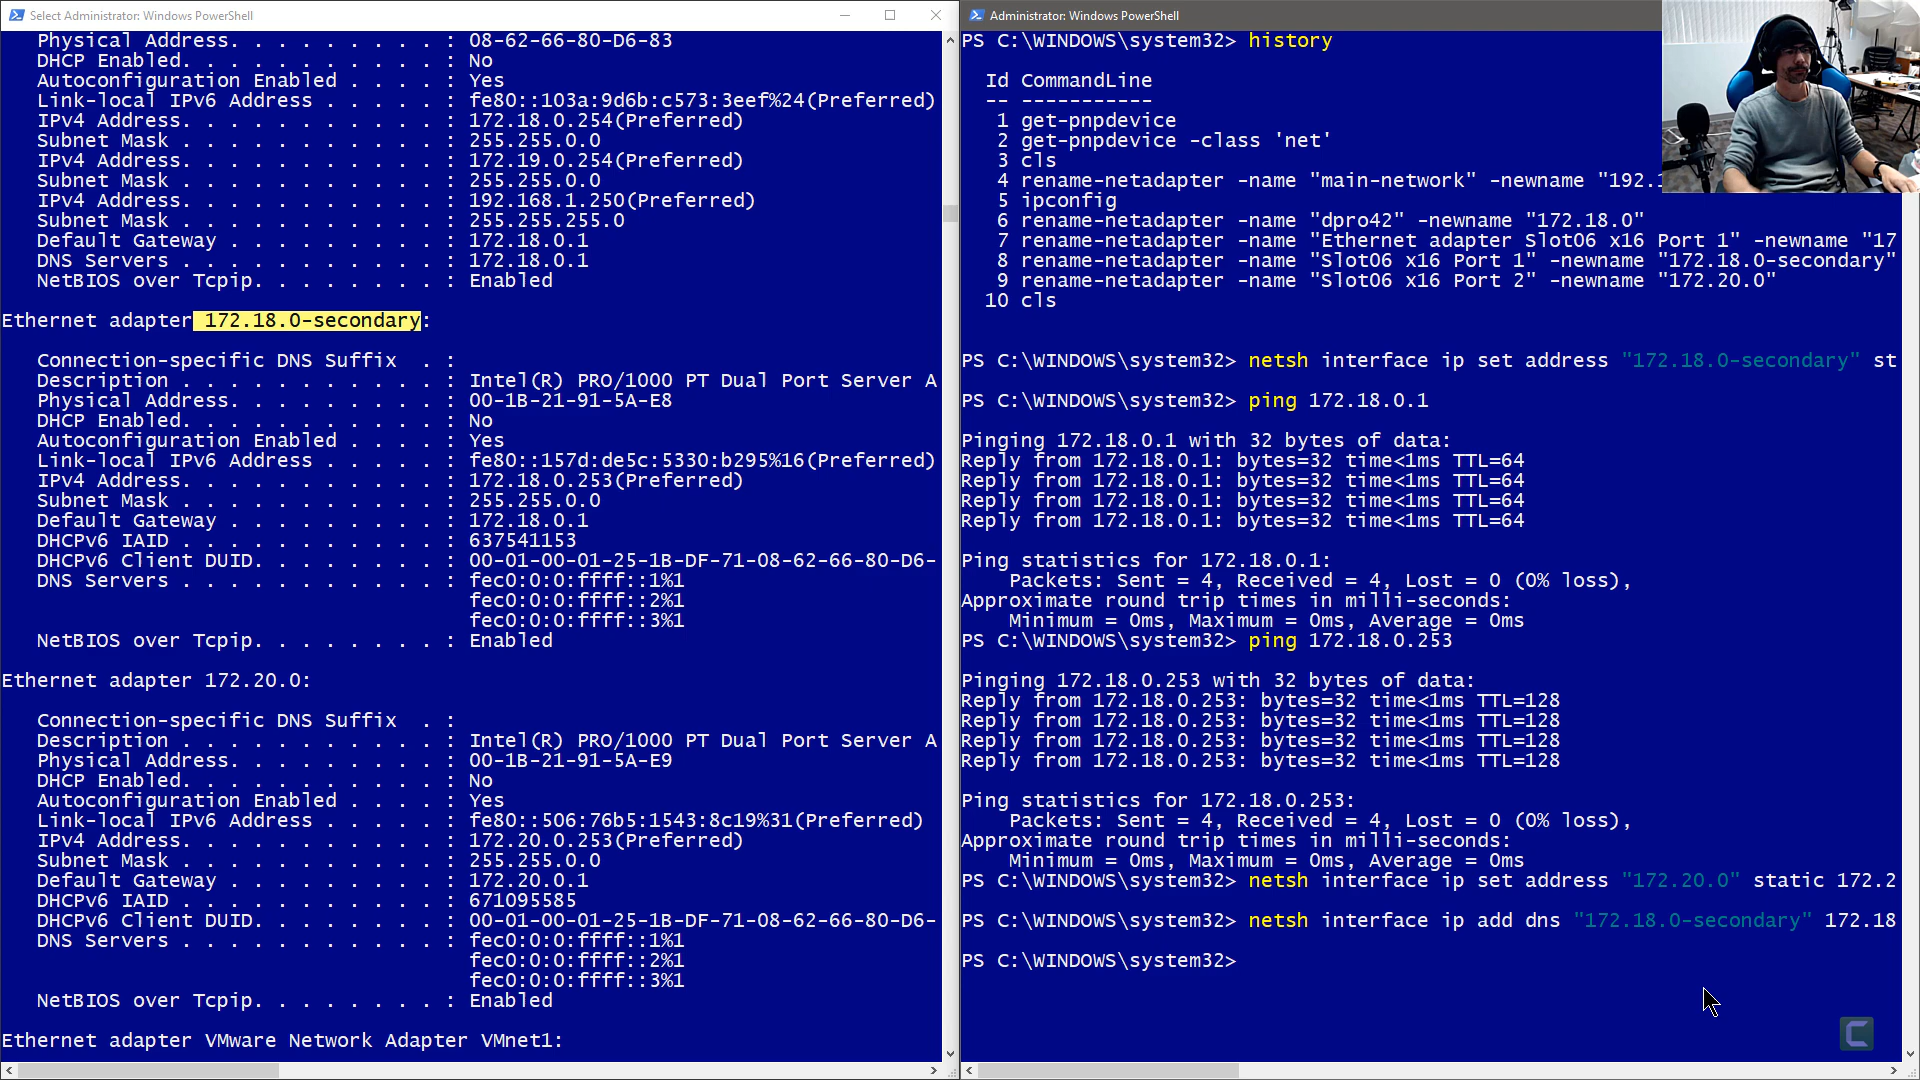 Select Administrator: Windows PowerShell
Physical Address. . . . . . . . . : 08-62-66-80-D6-83
DHCP Enabled. . . . . . . . . . . : No
Autoconfiguration Enabled . . . . : Yes
Link-local IPv6 Address . . . . . : fe80::103a:9d6b:c573:3eef%24(Preferred)
IPv4 Address. . . . . . . . . . . : 172.18.0.254(Preferred)
Subnet Mask . . . . . . . . . . . : 255.255.0.0
IPv4 Address. . . . . . . . . . . : 172.19.0.254(Preferred)
Subnet Mask . . . . . . . . . . . : 255.255.0.0
IPv4 Address. . . . . . . . . . . : 192.168.1.250(Preferred)
Subnet Mask . . . . . . . . . . . : 255.255.255.0
Default Gateway . . . . . . . . . : 172.18.0.1
DNS Servers . . . . . . . . . . . : 172.18.0.1
NetBIOS over Tcpip. . . . . . . . : Enabled
Ethernet adapter 172.18.0-secondary:
Connection-specific DNS Suffix  . :
Description . . . . . . . . . . . : Intel(R) PRO/1000 PT Dual Port Server A
Physical Address. . . . . . . . . : 00-1B-21-91-5A-E8
DHCP Enabled. . . . . . . . . . . : No
Autoconfiguration Enabled . . . . : Yes
Link-local IPv6 Address . . . . . : fe80::157d:de5c:5330:b295%16(Preferred)
IPv4 Address. . . . . . . . . . . : 172.18.0.253(Preferred)
Subnet Mask . . . . . . . . . . . : 255.255.0.0
Default Gateway . . . . . . . . . : 172.18.0.1
DHCPv6 IAID . . . . . . . . . . . : 637541153
DHCPv6 Client DUID. . . . . . . . : 00-01-00-01-25-1B-DF-71-08-62-66-80-D6-
DNS Servers . . . . . . . . . . . : fec0:0:0:ffff::1%1
fec0:0:0:ffff::2%1
fec0:0:0:ffff::3%1
NetBIOS over Tcpip. . . . . . . . : Enabled
Ethernet adapter 172.20.0:
Connection-specific DNS Suffix  . :
Description . . . . . . . . . . . : Intel(R) PRO/1000 PT Dual Port Server A
Physical Address. . . . . . . . . : 00-1B-21-91-5A-E9
DHCP Enabled. . . . . . . . . . . : No
Autoconfiguration Enabled . . . . : Yes
Link-local IPv6 Address . . . . . : fe80::506:76b5:1543:8c19%31(Preferred)
IPv4 Address. . . . . . . . . . . : 172.20.0.253(Preferred)
Subnet Mask . . . . . . . . . . . : 255.255.0.0
Default Gateway . . . . . . . . . : 172.20.0.1
DHCPv6 IAID . . . . . . . . . . . : 671095585
DHCPv6 Client DUID. . . . . . . . : 00-01-00-01-25-1B-DF-71-08-62-66-80-D6-
DNS Servers . . . . . . . . . . . : fec0:0:0:ffff::1%1
fec0:0:0:ffff::2%1
fec0:0:0:ffff::3%1
NetBIOS over Tcpip. . . . . . . . : Enabled
Ethernet adapter VMware Network Adapter VMnet1:
Administrator: Windows PowerShell
PS C:\WINDOWS\system32> history
Id CommandLine
-- -----------
1 get-pnpdevice
2 get-pnpdevice -class 'net'
3 cls
4 rename-netadapter -name "main-network" -newname "192.1
5 ipconfig
6 rename-netadapter -name "dpro42" -newname "172.18.0"
7 rename-netadapter -name "Ethernet adapter Slot06 x16 Port 1" -newname "17
8 rename-netadapter -name "Slot06 x16 Port 1" -newname "172.18.0-secondary"
9 rename-netadapter -name "Slot06 x16 Port 2" -newname "172.20.0"
10 cls
PS C:\WINDOWS\system32> netsh interface ip set address "172.18.0-secondary" st
PS C:\WINDOWS\system32> ping 172.18.0.1
Pinging 172.18.0.1 with 32 bytes of data:
Reply from 172.18.0.1: bytes=32 time<1ms TTL=64
Reply from 172.18.0.1: bytes=32 time<1ms TTL=64
Reply from 172.18.0.1: bytes=32 time<1ms TTL=64
Reply from 172.18.0.1: bytes=32 time<1ms TTL=64
Ping statistics for 172.18.0.1:
Packets: Sent = 4, Received = 4, Lost = 0 (0% loss),
Approximate round trip times in milli-seconds:
Minimum = 0ms, Maximum = 0ms, Average = 0ms
PS C:\WINDOWS\system32> ping 172.18.0.253
Pinging 172.18.0.253 with 32 bytes of data:
Reply from 172.18.0.253: bytes=32 time<1ms TTL=128
Reply from 172.18.0.253: bytes=32 time<1ms TTL=128
Reply from 172.18.0.253: bytes=32 time<1ms TTL=128
Reply from 172.18.0.253: bytes=32 time<1ms TTL=128
Ping statistics for 172.18.0.253:
Packets: Sent = 4, Received = 4, Lost = 0 (0% loss),
Approximate round trip times in milli-seconds:
Minimum = 0ms, Maximum = 0ms, Average = 0ms
PS C:\WINDOWS\system32> netsh interface ip set address "172.20.0" static 172.2
PS C:\WINDOWS\system32> netsh interface ip add dns "172.18.0-secondary" 172.18
PS C:\WINDOWS\system32>